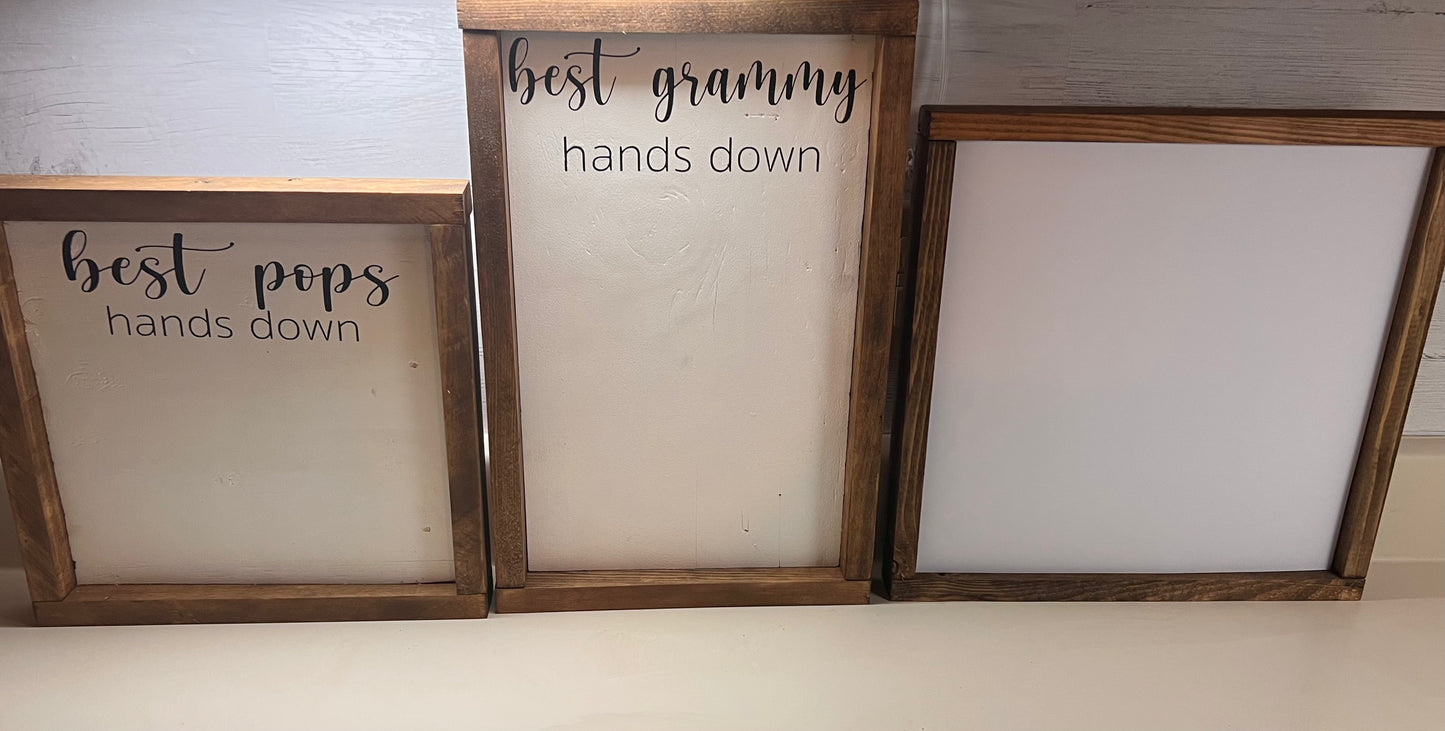 best pops
hands down
best grammy
hands down